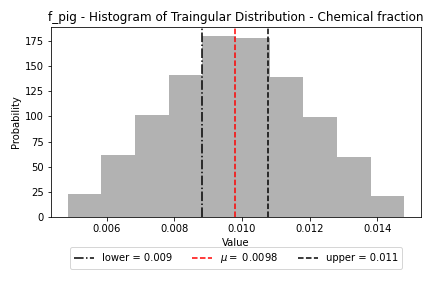 f_pig - Histogram of Traingular Distribution - Chemical fraction
175
150
125
100
75
50
25
0
Probability
0.006 0.008 0.010 0.012 0.014
Value
lower = 0.009 μ = 0.0098 upper = 0.011